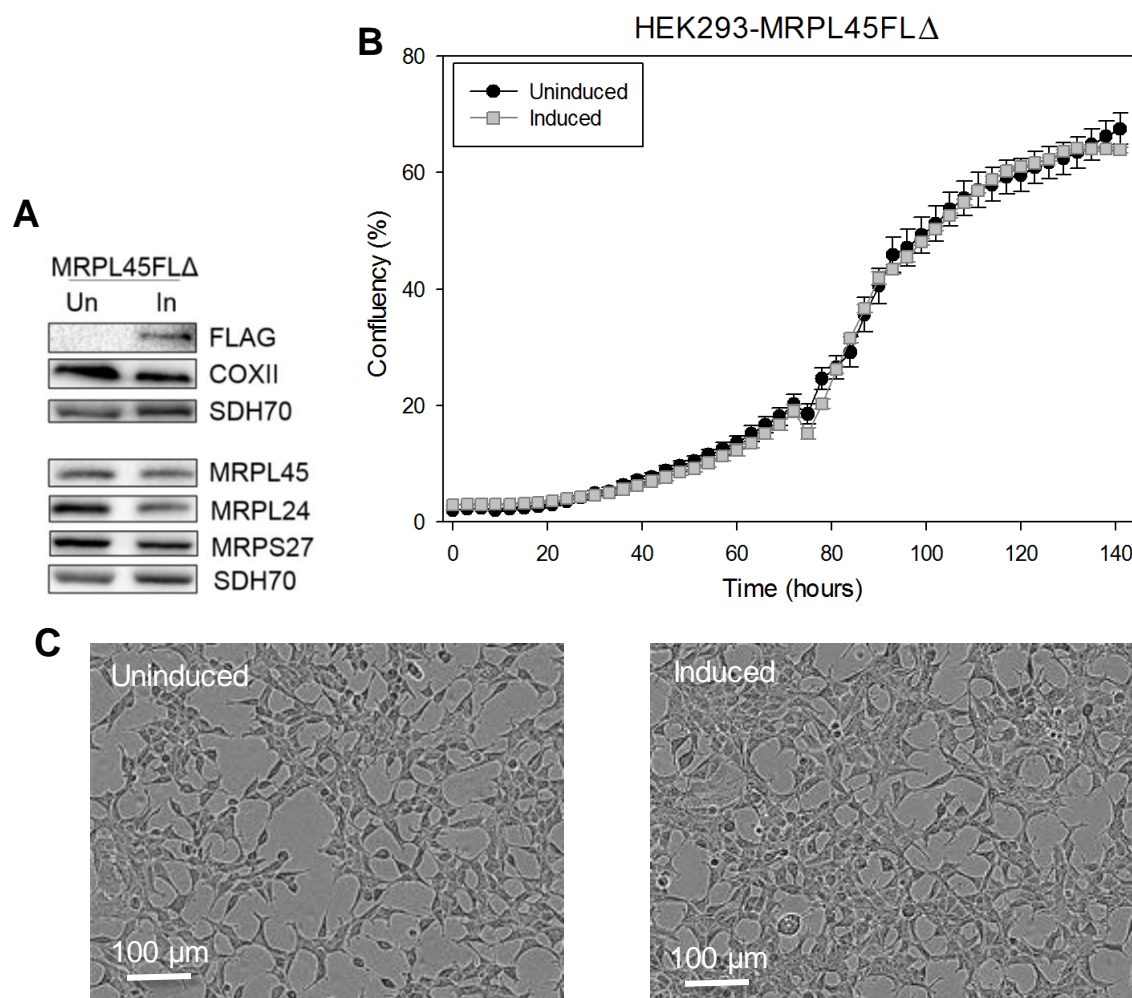 A
MRPL45FLΔ
Un In
FLAG
COXII
SDH70
MRPL45
MRPL24
MRPS27
SDH70
B
HEK293-MRPL45FLΔ
Uninduced
Induced
80
60
40
20
0
Confluency (%)
0 20 40 60 80 100 120 140
Time (hours)
C
Uninduced
100 µm
Induced
100 µm